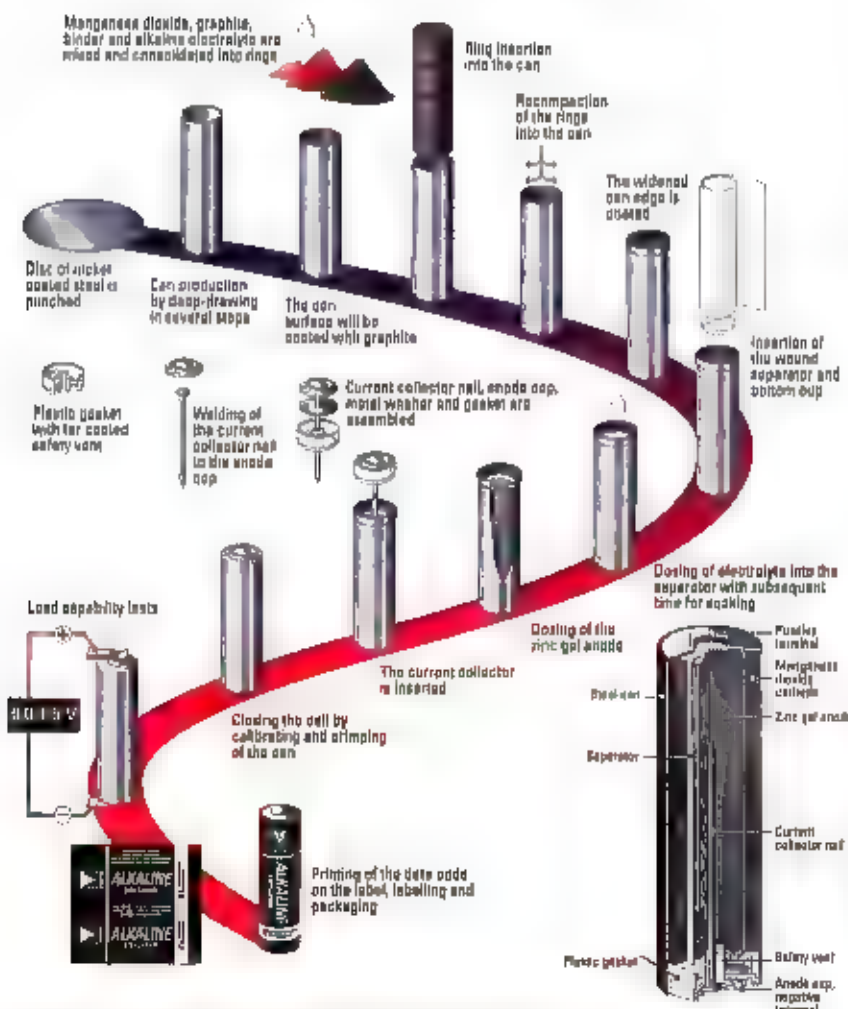 Manganese dioxide, graphite,
binder and alkaline electrolyte are
mixed and consolidated into rings
Ring insertion
into the can
Recompaction
of the rings
into the can
The widened
can edge is
coated
Disc of nickel
coated steel is
punched
Can production
by deep-drawing
in several steps
The can
surface will be
coated with graphite
Insertion of
the wound
separator and
bottom cup
Plastic gasket
with tar coated
safety vent
Welding of
the current
collector nail
to the anode
cap
Current collector nail, anode cap,
metal washer and gasket are
assembled
Dosing of electrolyte into the
separator with subsequent
time for soaking
Dosing of the
zinc gel anode
The current collector
is inserted
Closing the cell by
calibrating and crimping
of the can
Load capability tests
Printing of the date code
on the label, labelling and
packaging
ALKALINE
ALKALINE
ALKALINE
Positive
terminal
Manganese
dioxide
cathode
Steel can
Zinc gel anode
Separator
Current
collector nail
Plastic gasket
Safety vent
Anode cap,
negative
terminal